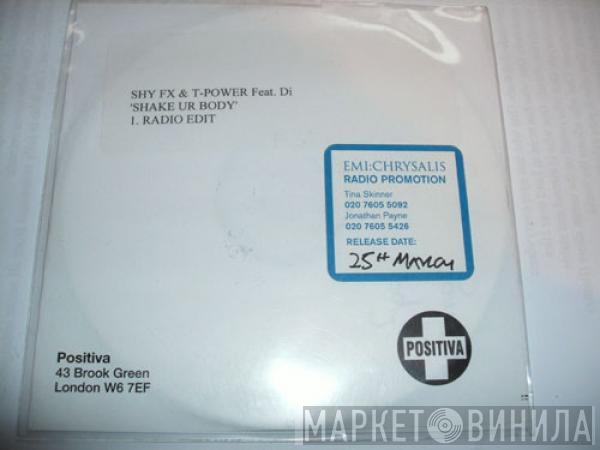 SHY FX & T-POWER Feat. Di
'SHAKE UR BODY'
1. RADIO EDIT
EMI:CHRYSALIS
RADIO PROMOTION
Tina Skinner
020 7605 5092
Jonathan Payne
020 7605 5426
RELEASE DATE:
25th March
Positiva
43 Brook Green
London W6 7EF
POSITIVA
МАРКЕТ ВИНИЛА